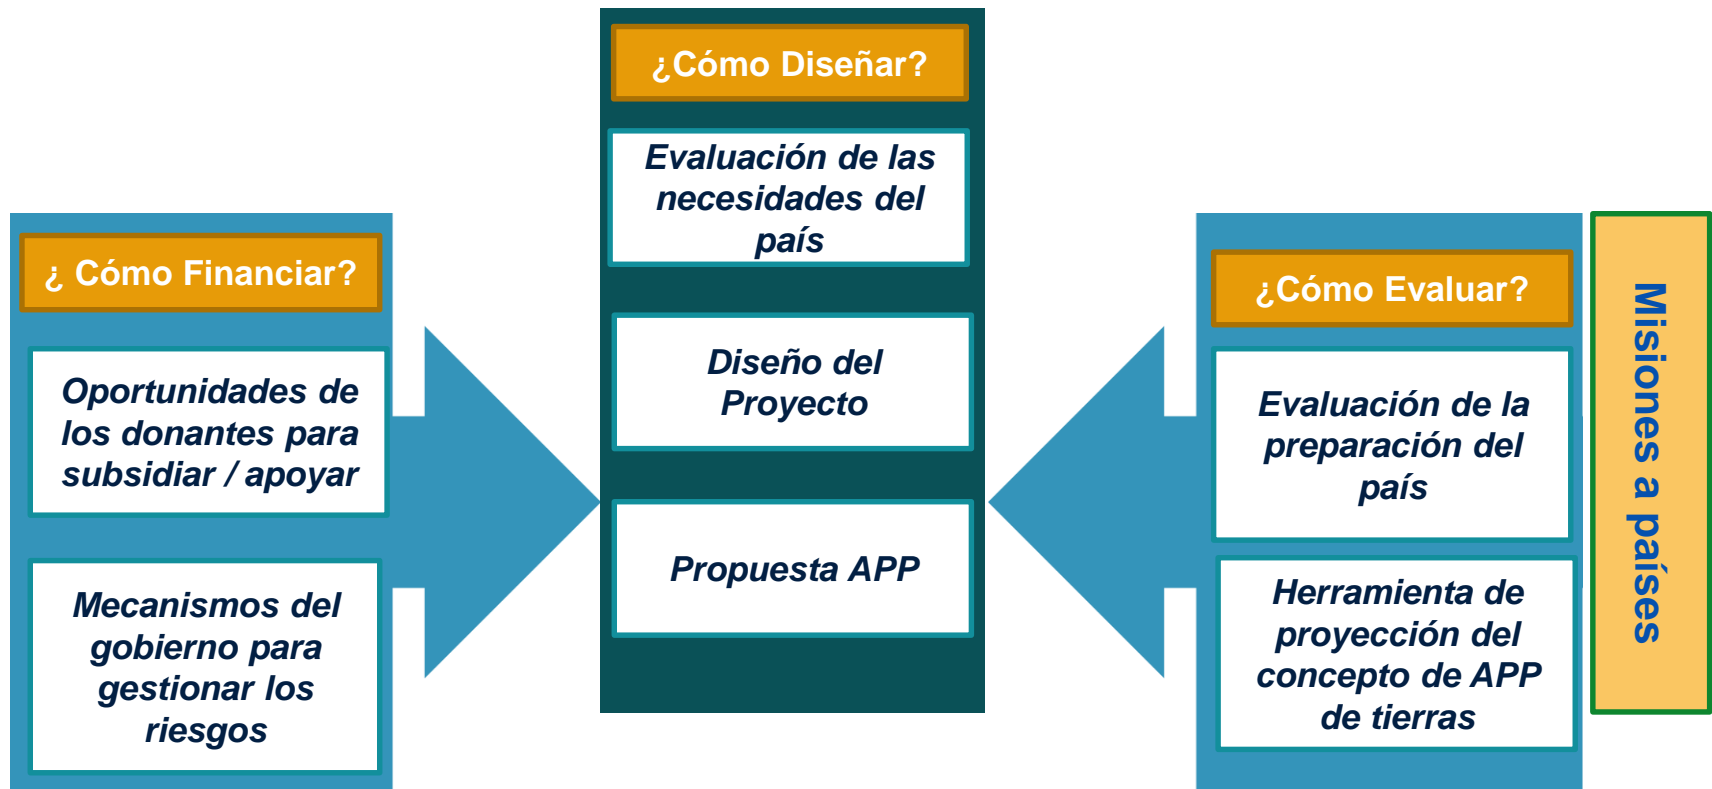 ¿ Cómo Financiar?
Oportunidades de
los donantes para
subsidiar / apoyar
Mecanismos del
gobierno para
gestionar los
riesgos
¿Cómo Diseñar?
Evaluación de las
necesidades del
país
Diseño del
Proyecto
Propuesta APP
¿Cómo Evaluar?
Evaluación de la
preparación del
país
Herramienta de
proyección del
concepto de APP
de tierras
Misiones a países